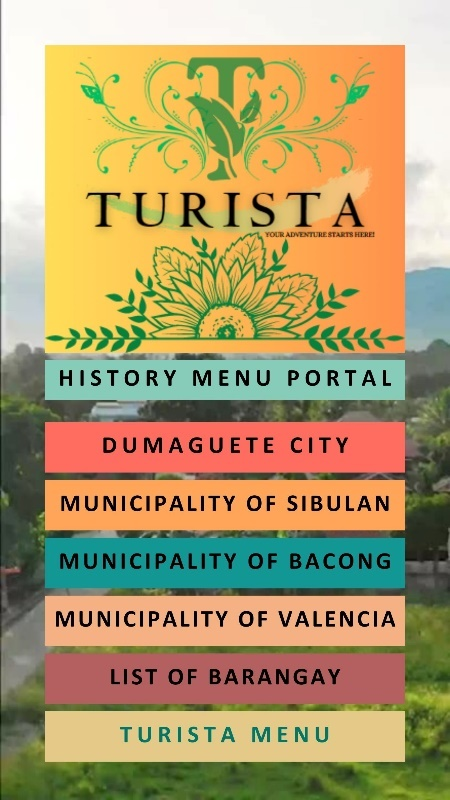 T
TURISTA
YOUR ADVENTURE STARTS HERE!
HISTORY MENU PORTAL
DUMAGUETE CITY
MUNICIPALITY OF SIBULAN
MUNICIPALITY OF BACONG
MUNICIPALITY OF VALENCIA
LIST OF BARANGAY
TURISTA MENU